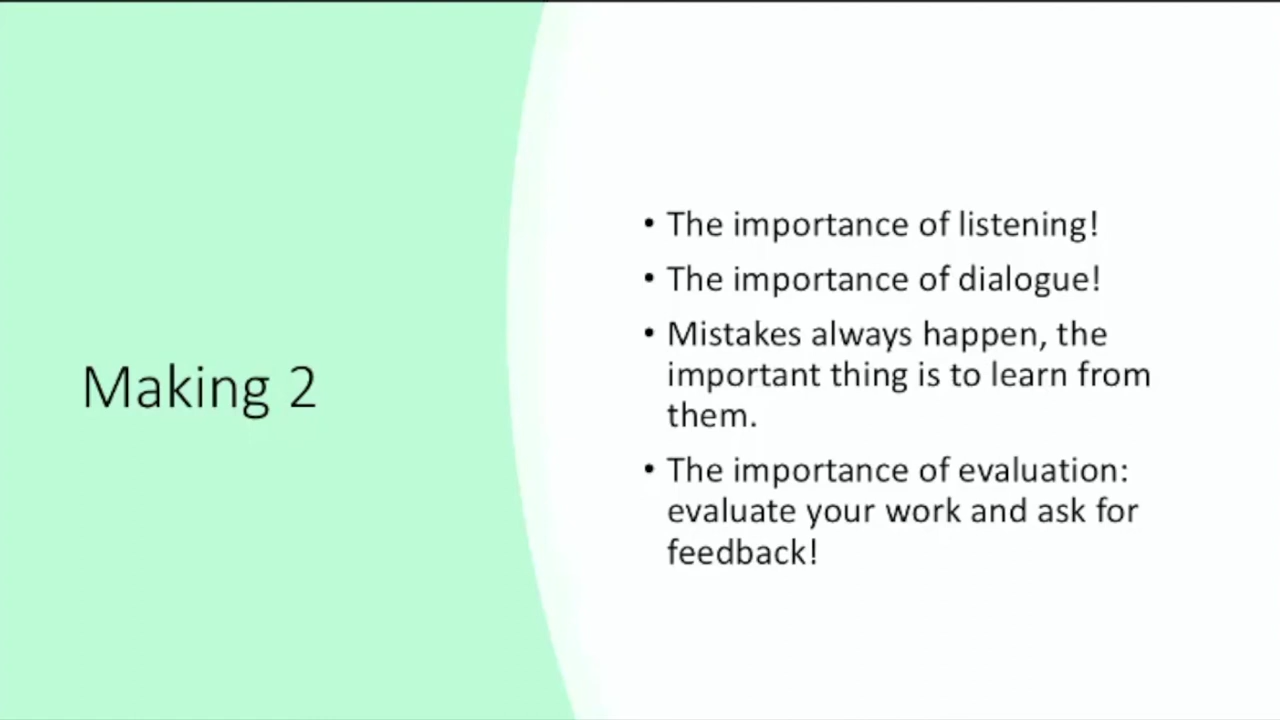 Making 2
• The importance of listening!
• The importance of dialogue!
• Mistakes always happen, the
important thing is to learn from
them.
• The importance of evaluation:
evaluate your work and ask for
feedback!